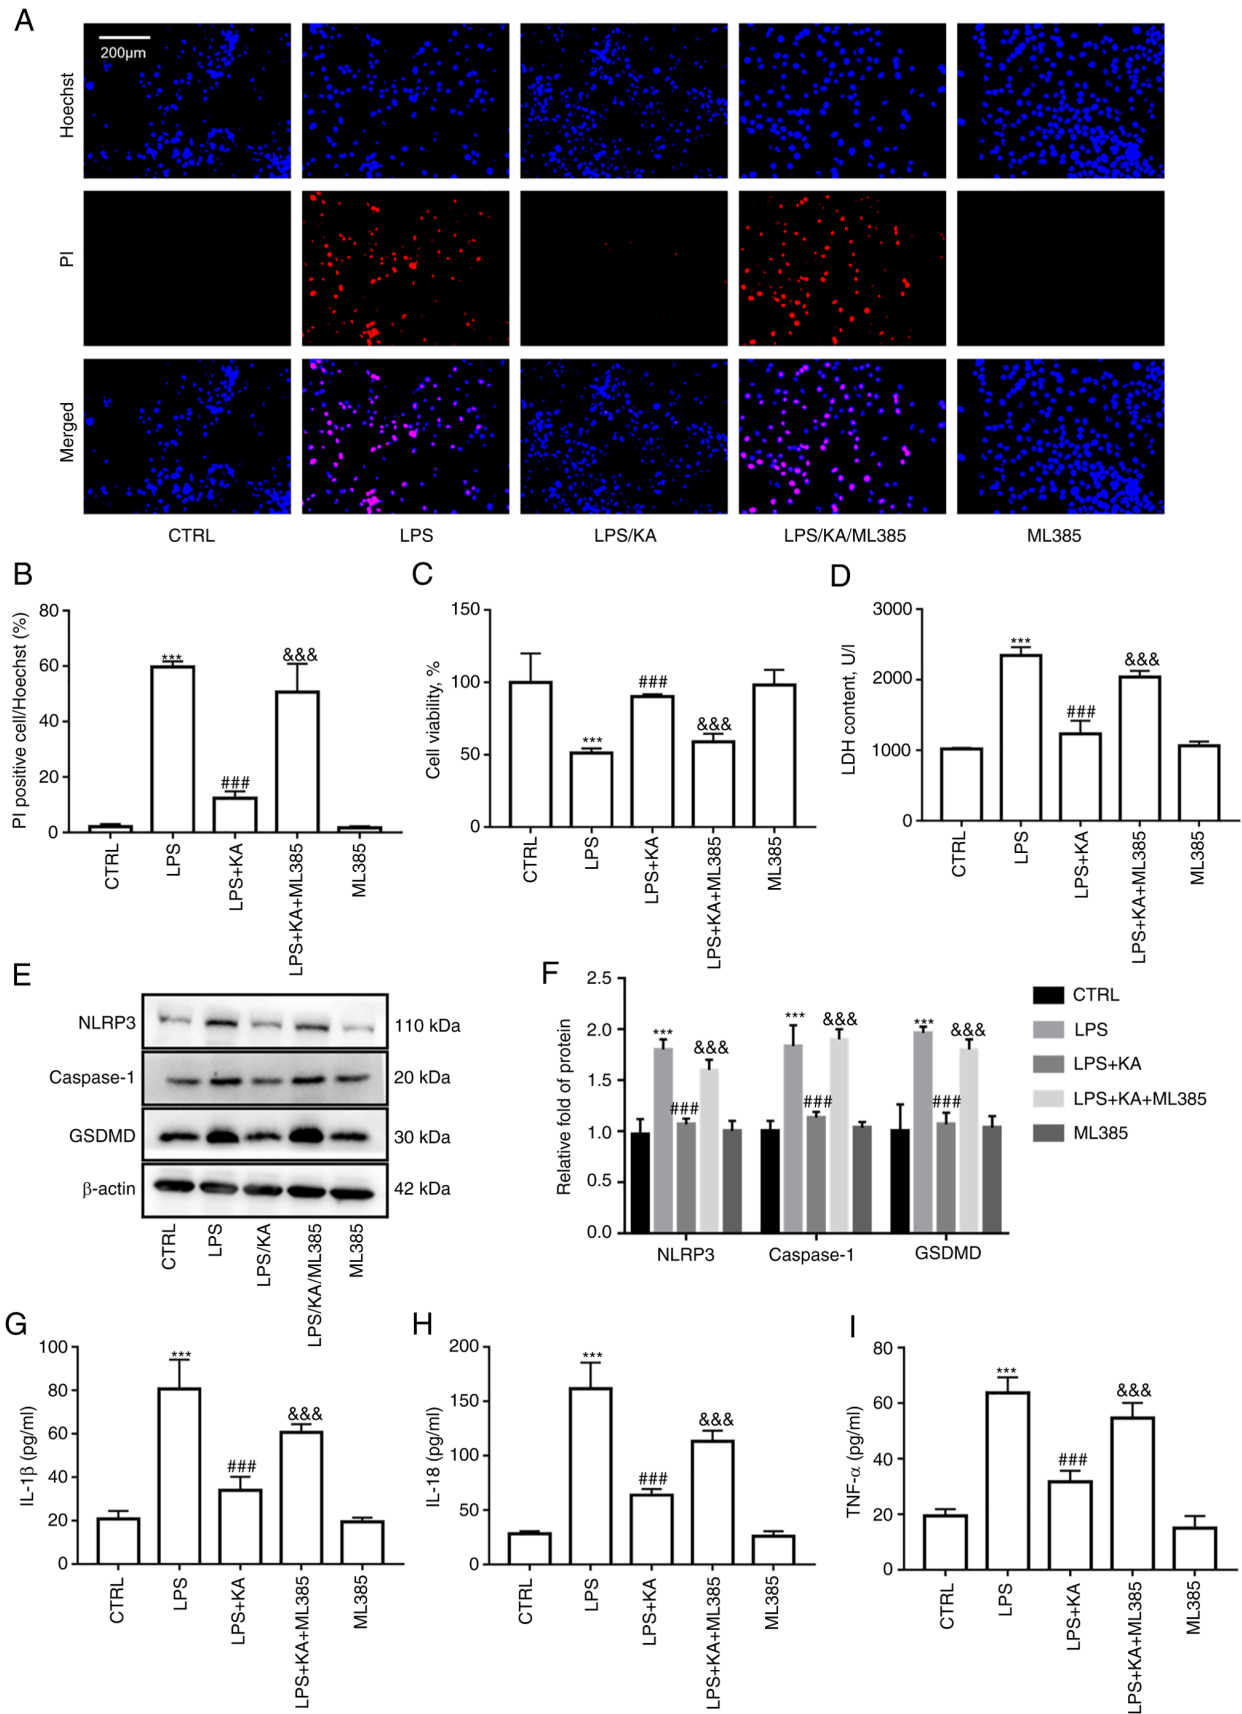 A
200μm
Hoechst
PI
Merged
CTRL
LPS
LPS/KA
LPS/KA/ML385
ML385
B
PI positive cell/Hoechst (%)
80
60
40
20
0
***
###
&&&
CTRL
LPS
LPS+KA
LPS+KA+ML385
ML385
C
Cell viability, %
150
100
50
0
***
###
&&&
CTRL
LPS
LPS+KA
LPS+KA+ML385
ML385
D
LDH content, U/l
3000
2000
1000
0
***
###
&&&
CTRL
LPS
LPS+KA
LPS+KA+ML385
ML385
E
NLRP3
110 kDa
Caspase-1
20 kDa
GSDMD
30 kDa
β-actin
42 kDa
CTRL
LPS
LPS/KA
LPS/KA/ML385
ML385
F
Relative fold of protein
2.5
2.0
1.5
1.0
0.5
0.0
***
###
&&&
***
###
&&&
***
###
&&&
NLRP3
Caspase-1
GSDMD
CTRL
LPS
LPS+KA
LPS+KA+ML385
ML385
G
IL-1β (pg/ml)
100
80
60
40
20
0
***
###
&&&
CTRL
LPS
LPS+KA
LPS+KA+ML385
ML385
H
IL-18 (pg/ml)
200
150
100
50
0
***
###
&&&
CTRL
LPS
LPS+KA
LPS+KA+ML385
ML385
I
TNF-α (pg/ml)
80
60
40
20
0
***
###
&&&
CTRL
LPS
LPS+KA
LPS+KA+ML385
ML385